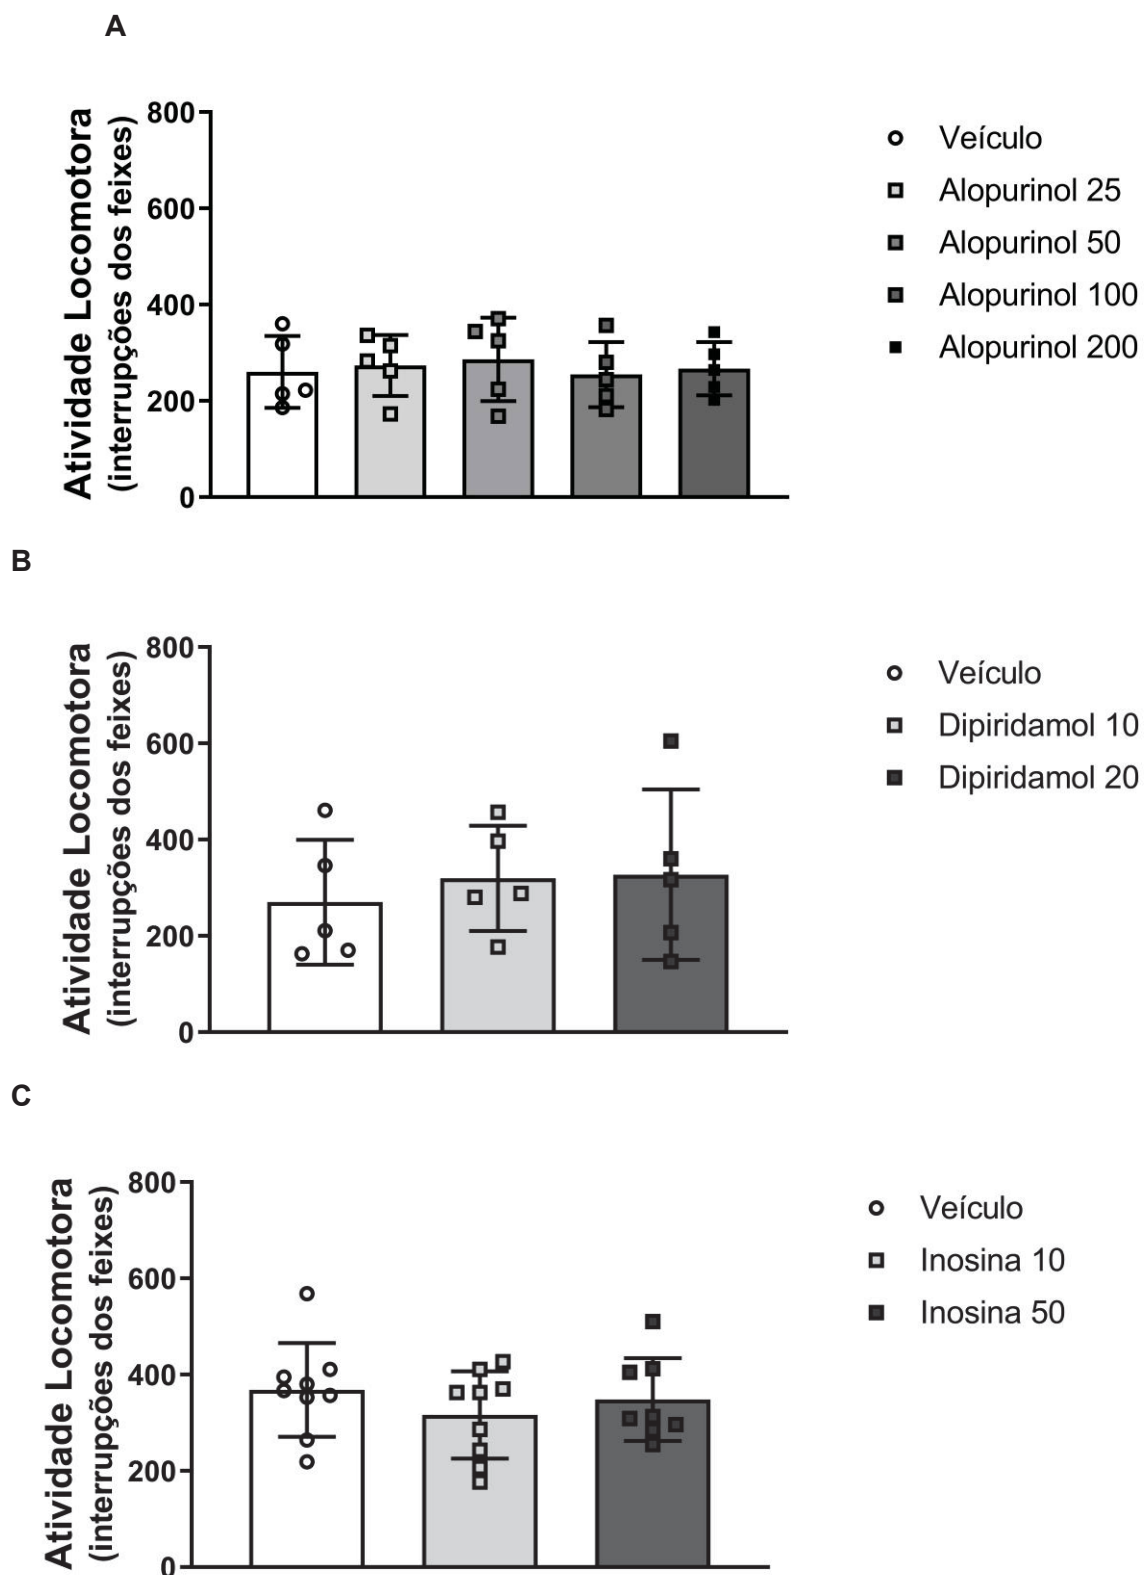 A
Atividade Locomotora
(interrupções dos feixes)
800
600
400
200
0
Veículo
Alopurinol 25
Alopurinol 50
Alopurinol 100
Alopurinol 200
B
Atividade Locomotora
(interrupções dos feixes)
800
600
400
200
0
Veículo
Dipiridamol 10
Dipiridamol 20
C
Atividade Locomotora
(interrupções dos feixes)
800
600
400
200
0
Veículo
Inosina 10
Inosina 50